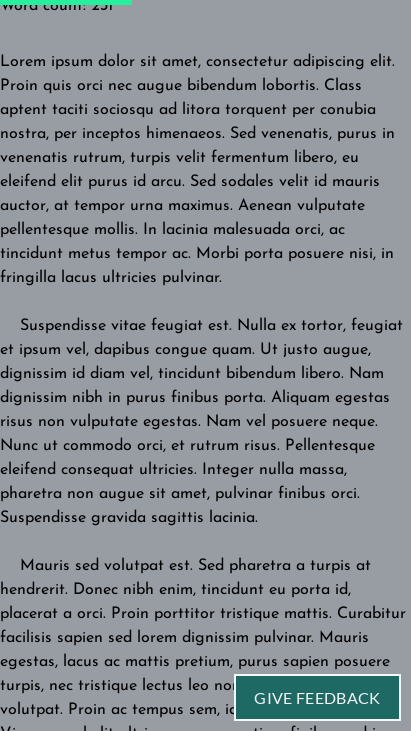 Word count: 251
Lorem ipsum dolor sit amet, consectetur adipiscing elit.
Proin quis orci nec augue bibendum lobortis. Class
aptent taciti sociosqu ad litora torquent per conubia
nostra, per inceptos himenaeos. Sed venenatis, purus in
venenatis rutrum, turpis velit fermentum libero, eu
eleifend elit purus id arcu. Sed sodales velit id mauris
auctor, at tempor urna maximus. Aenean vulputate
pellentesque mollis. In lacinia malesuada orci, ac
tincidunt metus tempor ac. Morbi porta posuere nisi, in
fringilla lacus ultricies pulvinar.
Suspendisse vitae feugiat est. Nulla ex tortor, feugiat
et ipsum vel, dapibus congue quam. Ut justo augue,
dignissim id diam vel, tincidunt bibendum libero. Nam
dignissim nibh in purus finibus porta. Aliquam egestas
risus non vulputate egestas. Nam vel posuere neque.
Nunc ut commodo orci, et rutrum risus. Pellentesque
eleifend consequat ultricies. Integer nulla massa,
pharetra non augue sit amet, pulvinar finibus orci.
Suspendisse gravida sagittis lacinia.
Mauris sed volutpat est. Sed pharetra a turpis at
hendrerit. Donec nibh enim, tincidunt eu porta id,
placerat a orci. Proin porttitor tristique mattis. Curabitur
facilisis sapien sed lorem dignissim pulvinar. Mauris
egestas, lacus ac mattis pretium, purus sapien posuere
turpis, nec tristique lectus leo
volutpat. Proin ac tempus sem,
GIVE FEEDBACK